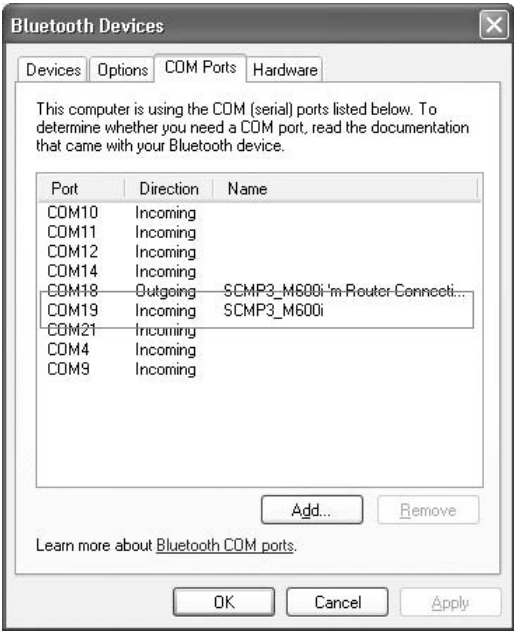 Bluetooth Devices
Devices Options COM Ports Hardware
This computer is using the COM (serial) ports listed below. To
determine whether you need a COM port, read the documentation
that came with your Bluetooth device.
Port Direction Name
COM10 Incoming
COM11 Incoming
COM12 Incoming
COM14 Incoming
COM18 Outgoing SCMP3_M600i 'm Router Connecti...
COM19 Incoming SCMP3_M600i
COM21 Incoming
COM4 Incoming
COM9 Incoming
Add... Remove
Learn more about Bluetooth COM ports.
OK Cancel Apply